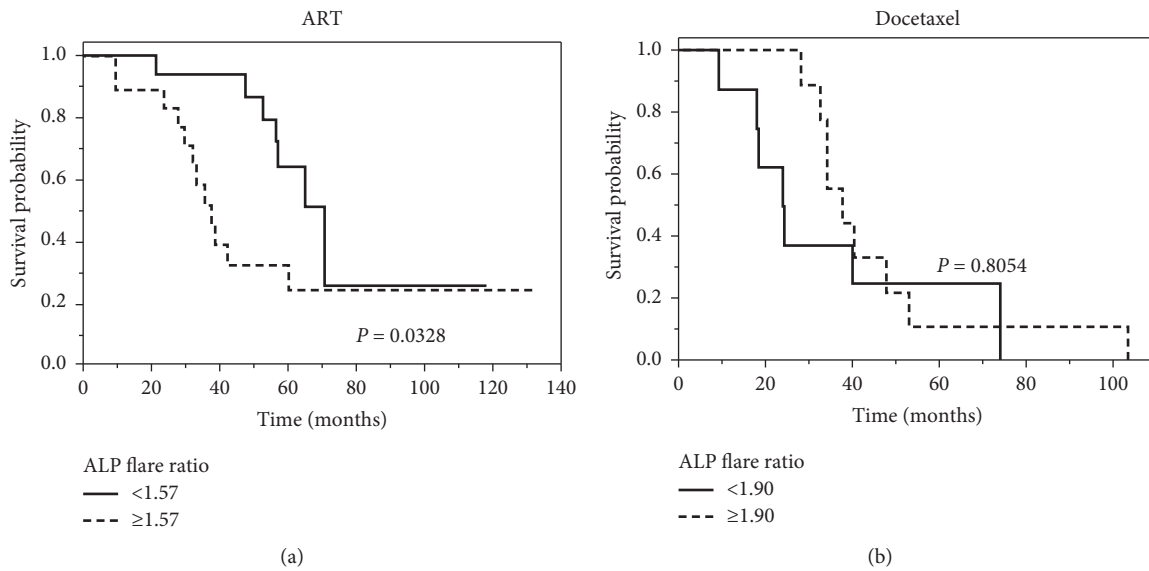 ART
Survival probability
1.0
0.8
0.6
0.4
0.2
0.0
P = 0.0328
0 20 40 60 80 100 120 140
Time (months)
ALP flare ratio
<1.57
≥1.57
(a)
Docetaxel
Survival probability
1.0
0.8
0.6
0.4
0.2
0.0
P = 0.8054
0 20 40 60 80 100
Time (months)
ALP flare ratio
<1.90
≥1.90
(b)